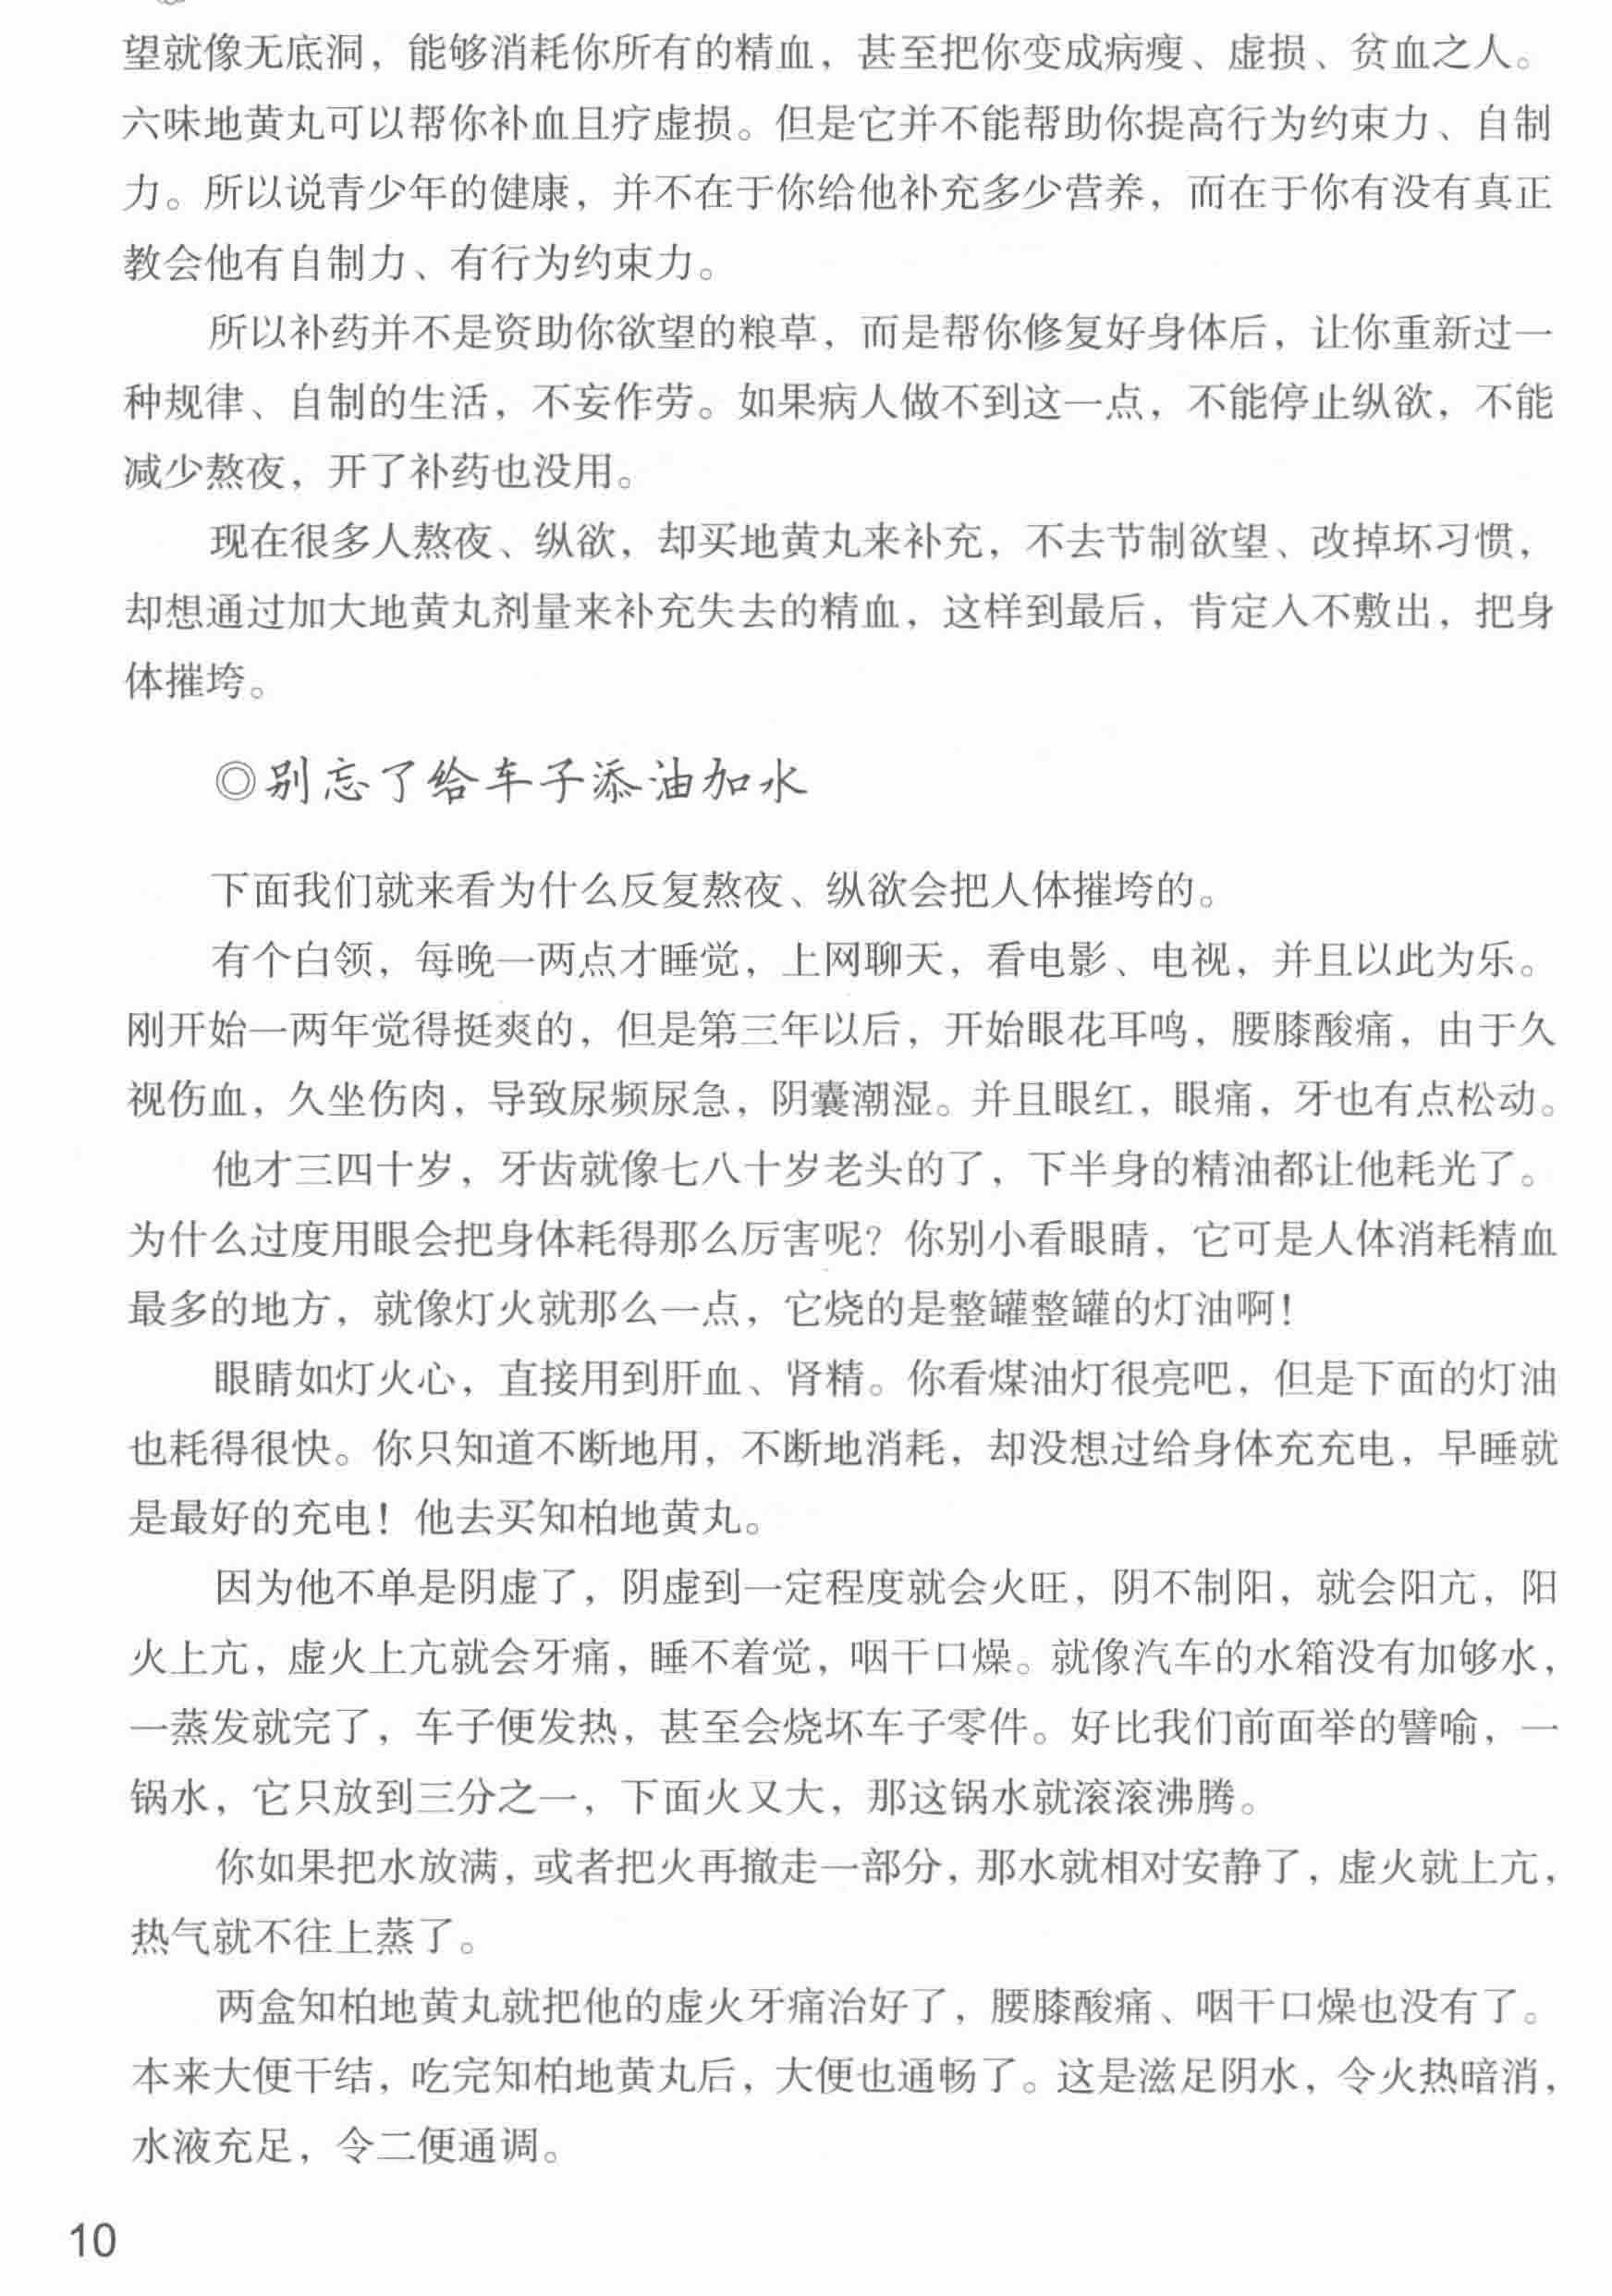 望就像无底洞，能够消耗你所有的精血，甚至把你变成病瘦、虚损、贫血之人。
六味地黄丸可以帮你补血且疗虚损。但是它并不能帮助你提高行为约束力、自制
力。所以说青少年的健康，并不在于你给他补充多少营养，而在于你有没有真正
教会他有自制力、有行为约束力。
所以补药并不是资助你欲望的粮草，而是帮你修复好身体后，让你重新过一
种规律、自制的生活，不妄作劳。如果病人做不到这一点，不能停止纵欲，不能
减少熬夜，开了补药也没用。
现在很多人熬夜、纵欲，却买地黄丸来补充，不去节制欲望、改掉坏习惯，
却想通过加大地黄丸剂量来补充失去的精血，这样到最后，肯定入不敷出，把身
体摧垮。
◎别忘了给车子添油加水
下面我们就来看为什么反复熬夜、纵欲会把人体摧垮的。
有个白领，每晚一两点才睡觉，上网聊天，看电影、电视，并且以此为乐。
刚开始一两年觉得挺爽的，但是第三年以后，开始眼花耳鸣，腰膝酸痛，由于久
视伤血，久坐伤肉，导致尿频尿急，阴囊潮湿。并且眼红，眼痛，牙也有点松动。
他才三四十岁，牙齿就像七八十岁老头的了，下半身的精油都让他耗光了。
为什么过度用眼会把身体耗得那么厉害呢？你别小看眼睛，它可是人体消耗精血
最多的地方，就像灯火就那么一点，它烧的是整罐整罐的灯油啊！
眼睛如灯火心，直接用到肝血、肾精。你看煤油灯很亮吧，但是下面的灯油
也耗得很快。你只知道不断地用，不断地消耗，却没想过给身体充充电，早睡就
是最好的充电！他去买知柏地黄丸。
因为他不单是阴虚了，阴虚到一定程度就会火旺，阴不制阳，就会阳亢，阳
火上亢，虚火上亢就会牙痛，睡不着觉，咽干口燥。就像汽车的水箱没有加够水，
一蒸发就完了，车子便发热，甚至会烧坏车子零件。好比我们前面举的譬喻，一
锅水，它只放到三分之一，下面火又大，那这锅水就滚滚沸腾。
你如果把水放满，或者把火再撤走一部分，那水就相对安静了，虚火就上亢，
热气就不往上蒸了。
两盒知柏地黄丸就把他的虚火牙痛治好了，腰膝酸痛、咽干口燥也没有了。
本来大便干结，吃完知柏地黄丸后，大便也通畅了。这是滋足阴水，令火热暗消，
水液充足，令二便通调。
10